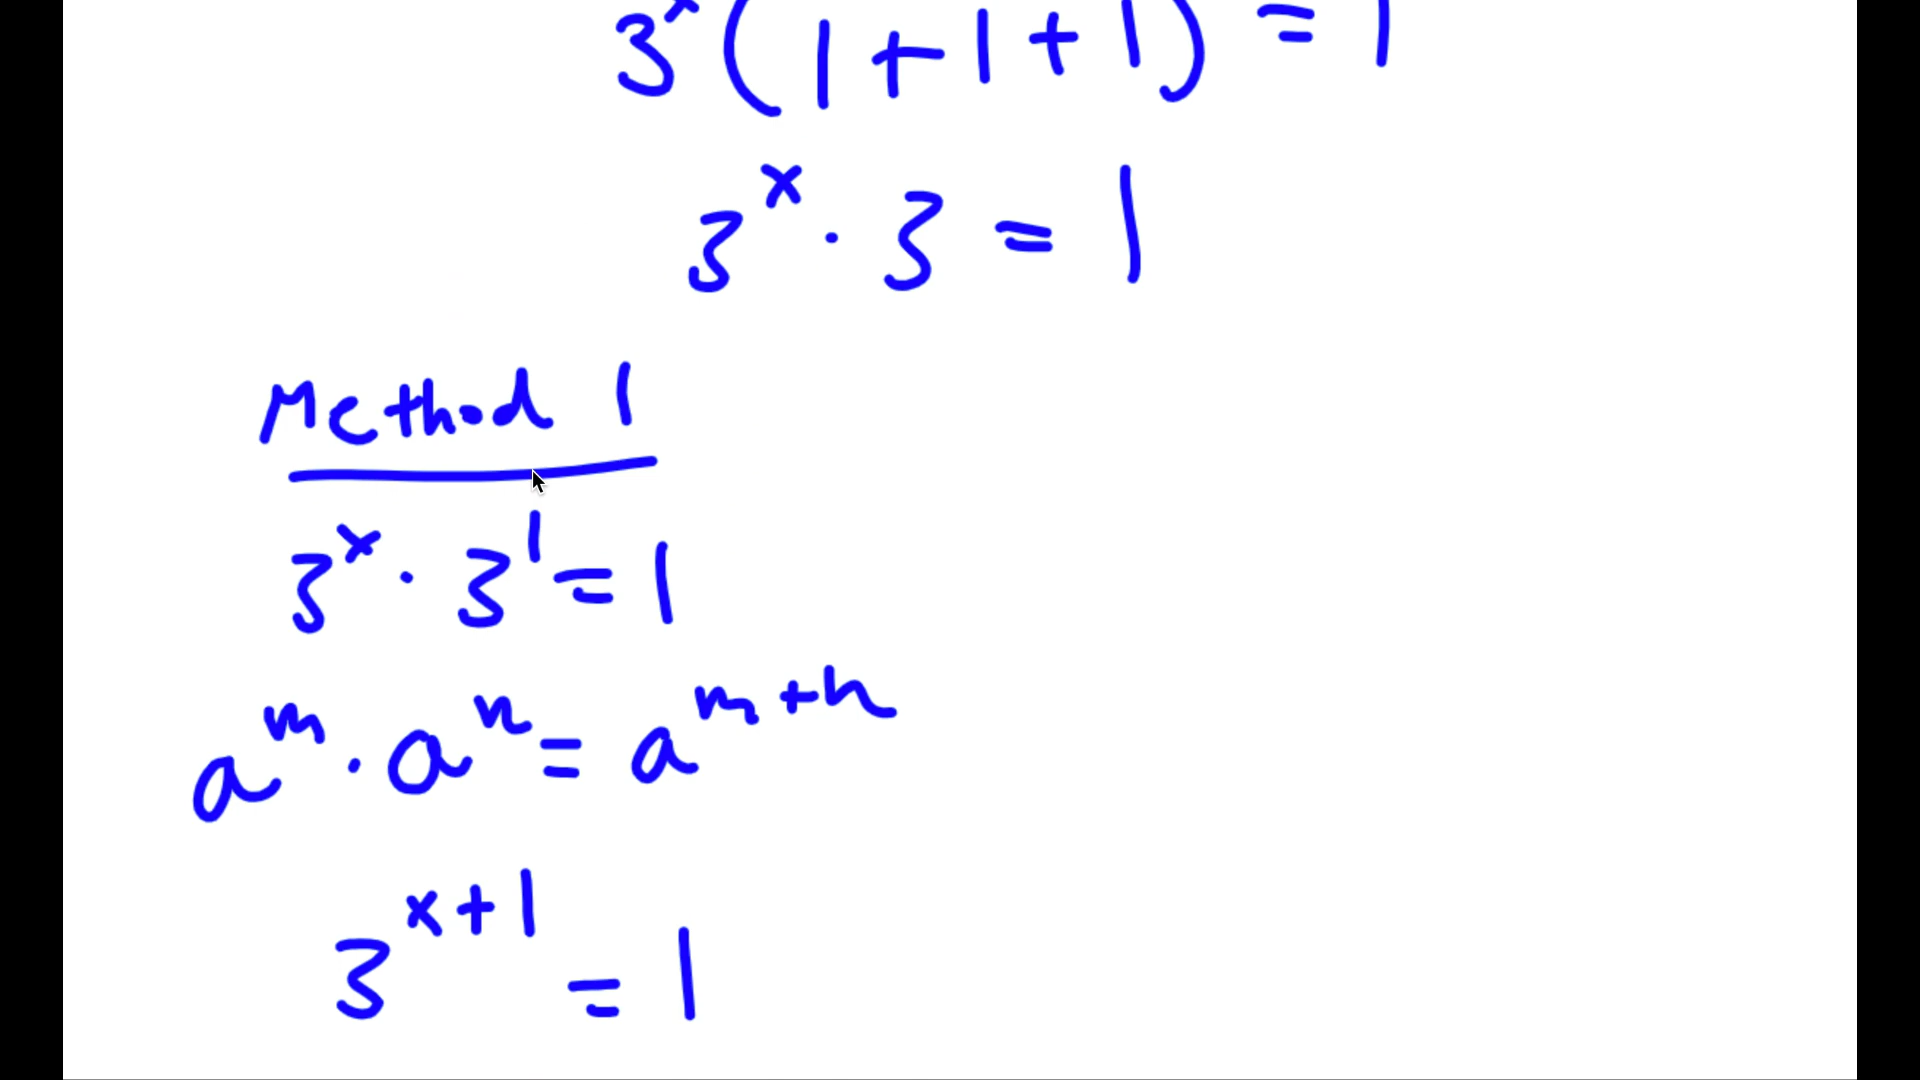 3^x (1 + 1 + 1) = 1
3^x · 3 = 1
Method 1
3^x · 3^1 = 1
a^m · a^n = a^{m+n}
3^{x+1} = 1